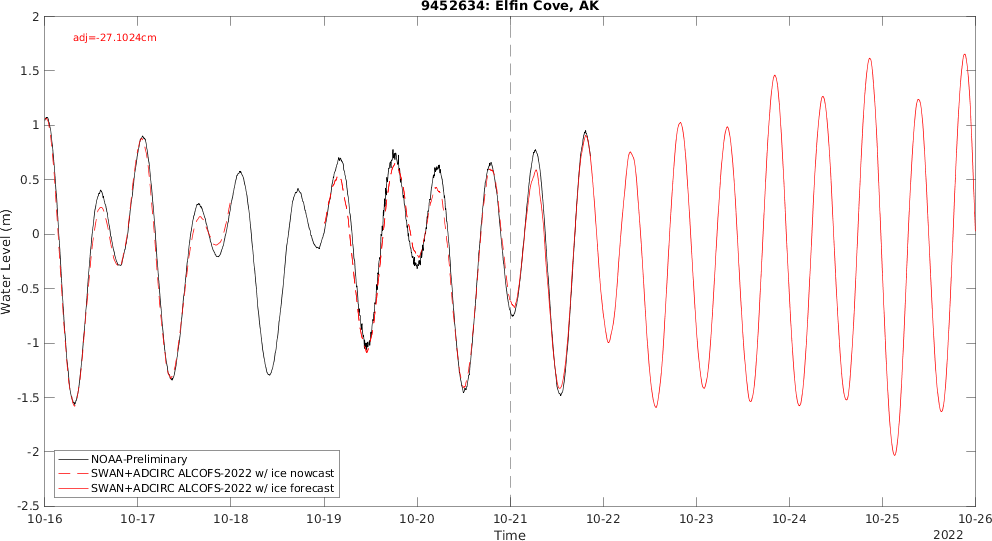 9452634: Elfin Cove, AK
adj=-27.1024cm
2
1.5
1
0.5
0
-0.5
-1
-1.5
-2
-2.5
Water Level (m)
NOAA-Preliminary
SWAN+ADCIRC ALCOFS-2022 w/ ice nowcast
SWAN+ADCIRC ALCOFS-2022 w/ ice forecast
10-16 10-17 10-18 10-19 10-20 10-21 10-22 10-23 10-24 10-25 10-26
Time
2022